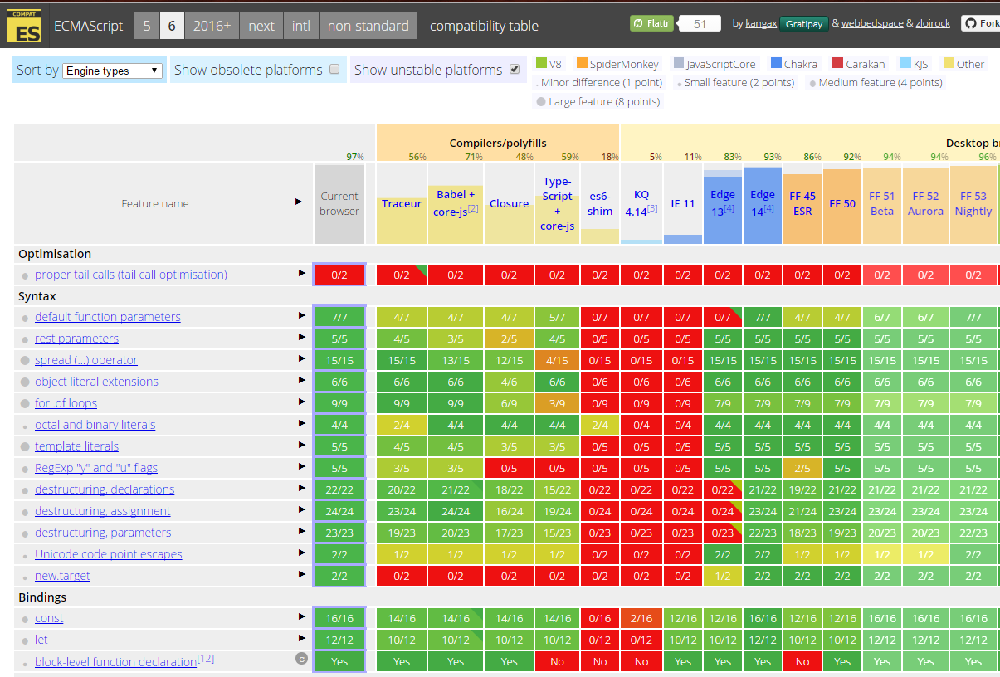 COMPAT
ES
ECMAScript 5 6 2016+ next intl non-standard compatibility table
Flattr 51 by kangax Gratipay & webbedspace & zloirock Fork
Sort by Engine types Show obsolete platforms Show unstable platforms
V8 SpiderMonkey JavaScriptCore Chakra Carakan KJS Other
Minor difference (1 point) Small feature (2 points) Medium feature (4 points)
Large feature (8 points)
Compilers/polyfills Desktop br
97% 56% 71% 48% 59% 18% 5% 11% 83% 93% 86% 92% 94% 94% 96%
Feature name
Current browser
Traceur
Babel + core-js[2]
Closure
Type-Script + core-js
es6-shim
KQ 4.14[3]
IE 11
Edge 13[4]
Edge 14[4]
FF 45 ESR
FF 50
FF 51 Beta
FF 52 Aurora
FF 53 Nightly
Optimisation
proper tail calls (tail call optimisation) 0/2 0/2 0/2 0/2 0/2 0/2 0/2 0/2 0/2 0/2 0/2 0/2 0/2 0/2 0/2
Syntax
default function parameters 7/7 4/7 4/7 4/7 5/7 0/7 0/7 0/7 0/7 7/7 4/7 4/7 6/7 6/7 7/7
rest parameters 5/5 4/5 3/5 2/5 4/5 0/5 0/5 0/5 5/5 5/5 5/5 5/5 5/5 5/5 5/5
spread (...) operator 15/15 15/15 13/15 12/15 4/15 0/15 0/15 0/15 15/15 15/15 15/15 15/15 15/15 15/15 15/15
object literal extensions 6/6 6/6 6/6 4/6 6/6 0/6 0/6 0/6 6/6 6/6 6/6 6/6 6/6 6/6 6/6
for..of loops 9/9 9/9 9/9 6/9 3/9 0/9 0/9 0/9 7/9 9/9 7/9 7/9 7/9 7/9 7/9
octal and binary literals 4/4 2/4 4/4 4/4 4/4 2/4 0/4 0/4 4/4 4/4 4/4 4/4 4/4 4/4 4/4
template literals 5/5 4/5 4/5 3/5 3/5 0/5 0/5 0/5 5/5 5/5 5/5 5/5 5/5 5/5 5/5
RegExp "y" and "u" flags 5/5 3/5 3/5 0/5 0/5 0/5 0/5 0/5 5/5 5/5 2/5 5/5 5/5 5/5 5/5
destructuring, declarations 22/22 20/22 21/22 18/22 15/22 0/22 0/22 0/22 0/22 21/22 19/22 21/22 21/22 21/22 21/22
destructuring, assignment 24/24 23/24 24/24 16/24 19/24 0/24 0/24 0/24 0/24 23/24 21/24 23/24 23/24 23/24 23/24
destructuring, parameters 23/23 19/23 20/23 17/23 15/23 0/23 0/23 0/23 0/23 22/23 18/23 19/23 20/23 20/23 22/23
Unicode code point escapes 2/2 1/2 1/2 1/2 1/2 0/2 0/2 0/2 2/2 2/2 1/2 1/2 1/2 1/2 2/2
new.target 2/2 0/2 0/2 0/2 0/2 0/2 0/2 0/2 1/2 2/2 2/2 2/2 2/2 2/2 2/2
Bindings
const 16/16 14/16 14/16 14/16 14/16 0/16 2/16 12/16 12/16 16/16 12/16 12/16 16/16 16/16 16/16
let 12/12 10/12 10/12 10/12 10/12 0/12 0/12 10/12 10/12 12/12 10/12 10/12 12/12 12/12 12/12
block-level function declaration[12] c Yes Yes Yes Yes No No No Yes Yes Yes No Yes Yes Yes Yes